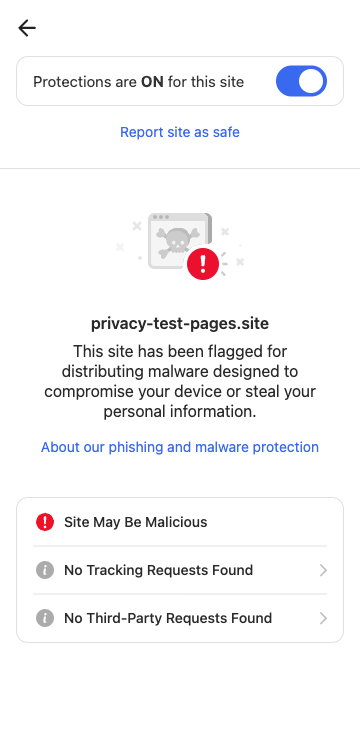 Protections are ON for this site
Report site as safe
privacy-test-pages.site
This site has been flagged for
distributing malware designed to
compromise your device or steal your
personal information.
About our phishing and malware protection
Site May Be Malicious
No Tracking Requests Found
No Third-Party Requests Found